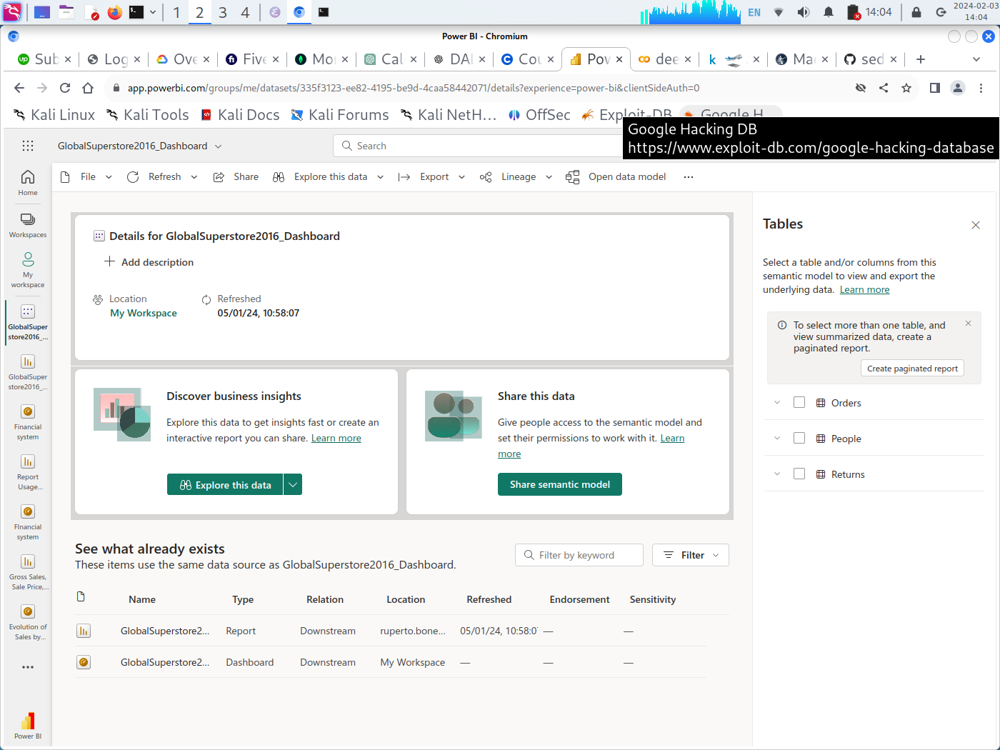 1 2 3 4
EN
14:04
2024-02-03
14:04
Power BI - Chromium
Sub
Log
Ove
Five
Mon
Cal
DAL
Cou
Pow
dee
k
Mac
sed
app.powerbi.com/groups/me/datasets/335f3123-ee82-4195-be9d-4caa58442071/details?experience=power-bi&clientSideAuth=0
Kali Linux
Kali Tools
Kali Docs
Kali Forums
Kali NetH...
OffSec
Exploit-DB
Google H
Google Hacking DB
https://www.exploit-db.com/google-hacking-database
GlobalSuperstore2016_Dashboard
Search
File
Refresh
Share
Explore this data
Export
Lineage
Open data model
Home
Workspaces
My
workspace
GlobalSuper
store2016_...
GlobalSuper
store2016_...
Financial
system
Report
Usage...
FInancial
system
Gross Sales,
Sale Price,...
Evolution of
Sales by...
Power BI
Details for GlobalSuperstore2016_Dashboard
Add description
Location
My Workspace
Refreshed
05/01/24, 10:58:07
Discover business insights
Explore this data to get insights fast or create an
interactive report you can share. Learn more
Explore this data
Share this data
Give people access to the semantic model and
set their permissions to work with it. Learn
more
Share semantic model
See what already exists
These items use the same data source as GlobalSuperstore2016_Dashboard.
Filter by keyword
Filter
Name Type Relation Location Refreshed Endorsement Sensitivity
GlobalSuperstore2... Report Downstream ruperto.bone... 05/01/24, 10:58:07 — —
GlobalSuperstore2... Dashboard Downstream My Workspace — — —
Tables
Select a table and/or columns from this
semantic model to view and export the
underlying data. Learn more
To select more than one table, and
view summarized data, create a
paginated report.
Create paginated report
Orders
People
Returns